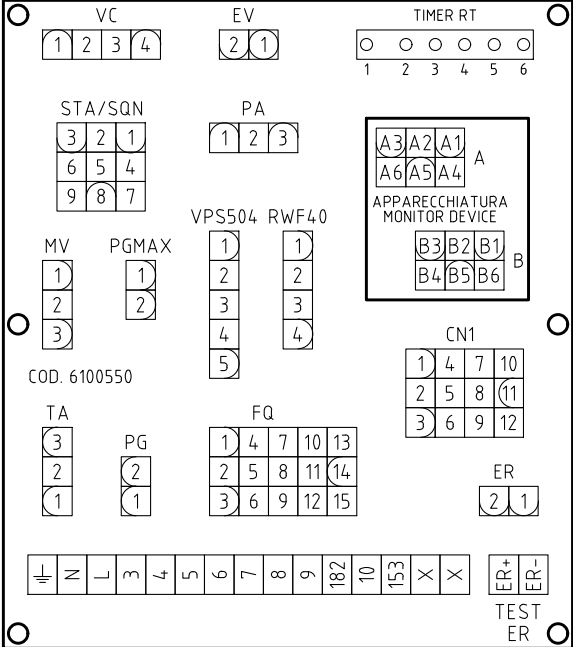 VC EV TIMER RT
1 2 3 4 2 1
1 2 3 4 5 6
STA/SQN PA
3 2 1 1 2 3
6 5 4
9 8 7
A3 A2 A1
A6 A5 A4 A
APPARECCHIATURA
MONITOR DEVICE
B3 B2 B1
B4 B5 B6 B
MV PGMAX VPS504 RWF40
1 1 1 1
2 2 2 2
3 3 3
4 4
5
CN1
1 4 7 10
2 5 8 11
3 6 9 12
COD. 6100550
TA PG FQ
3 1 4 7 10 13
2 2 2 5 8 11 14
1 1 3 6 9 12 15
ER
2 1
N L 3 4 5 6 7 8 9 182 10 153 X X ER+ ER-
TEST
ER